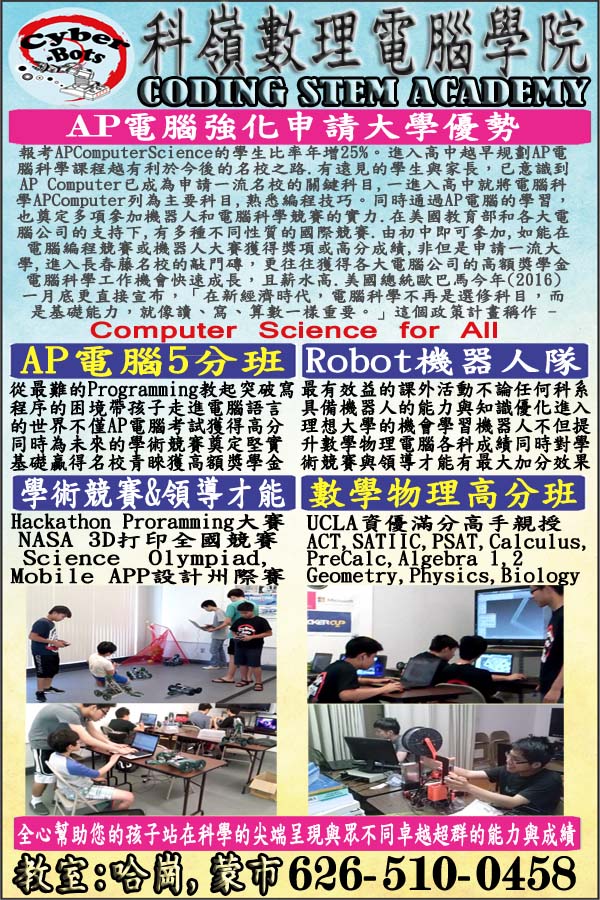 Cyber
-Bots
科嶺數理電腦學院
CODING STEM ACADEMY
AP電腦強化申請大學優勢
報考APComputerScience的學生比率年增25%。進入高中越早規劃AP電
腦科學課程越有利於今後的名校之路.有遠見的學生與家長，已意識到
AP Computer已成為申請一流名校的關鍵科目,一進入高中就將電腦科
學APComputer列為主要科目,熟悉編程技巧。同時通過AP電腦的學習，
也奠定多項參加機器人和電腦科學競賽的實力.在美國教育部和各大電
腦公司的支持下,有多種不同性質的國際競賽.由初中即可參加,如能在
電腦編程競賽或機器人大賽獲得獎項或高分成績,非但是申請一流大
學,進入長春藤名校的敲門磚，更往往獲得各大電腦公司的高額獎學金
電腦科學工作機會快速成長，且薪水高.美國總統歐巴馬今年(2016)
一月底更直接宣布，「在新經濟時代，電腦科學不再是選修科目，而
是基礎能力，就像讀、寫、算數一樣重要。」這個政策計畫稱作 –
Computer Science for All
AP電腦5分班
從最難的Programming教起突破寫
程序的困境帶孩子走進電腦語言
的世界不僅AP電腦考試獲得高分
同時為未來的學術競賽奠定堅實
基礎贏得名校青睞獲高額獎學金
Robot機器人隊
最有效益的課外活動不論任何科系
具備機器人的能力與知識優化進入
理想大學的機會學習機器人不但提
升數學物理電腦各科成績同時對學
術競賽與領導才能有最大加分效果
學術競賽&領導才能
Hackathon Proramming大賽
NASA 3D打印全國競賽
Science Olympiad,
Mobile APP設計州際賽
數學物理高分班
UCLA資優滿分高手親授
ACT,SATIIC,PSAT,Calculus,
PreCalc,Algebra 1,2
Geometry,Physics,Biology
Microsoft
全心幫助您的孩子站在科學的尖端呈現與眾不同卓越超群的能力與成績
教室:哈崗,蒙市 626-510-0458